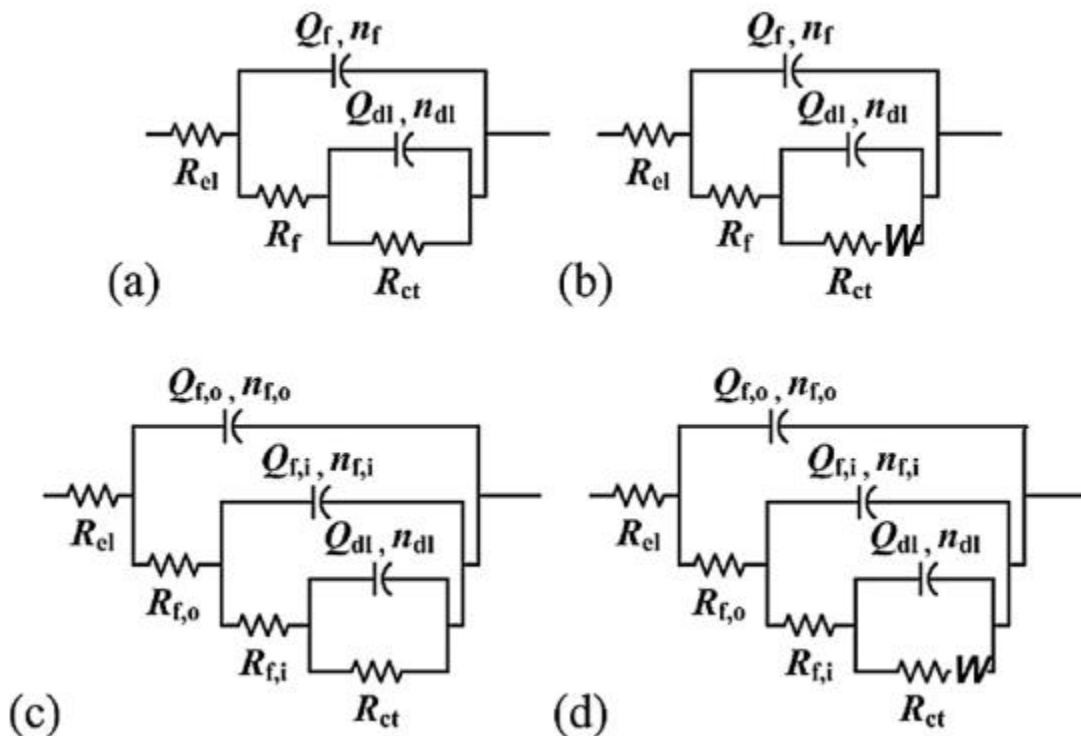 Qf, nf
Qdl, ndl
Rel
Rf
Rct
(a)
Qf, nf
Qdl, ndl
Rel
Rf
W
Rct
(b)
Qf,o, nf,o
Qf,i, nf,i
Qdl, ndl
Rel
Rf,o
Rf,i
Rct
(c)
Qf,o, nf,o
Qf,i, nf,i
Qdl, ndl
Rel
Rf,o
Rf,i
W
Rct
(d)